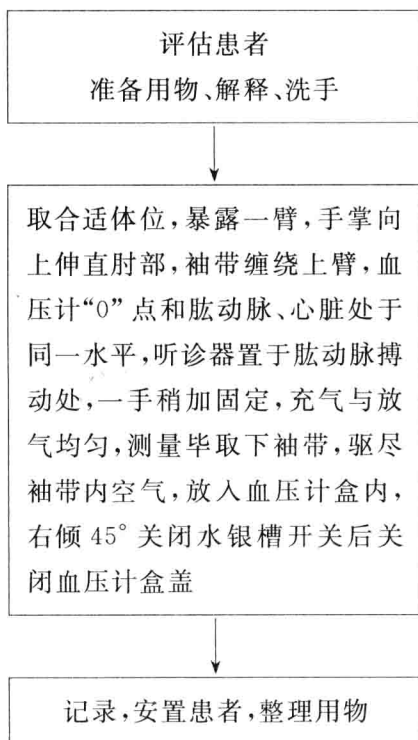 评估患者
准备用物、解释、洗手
取合适体位,暴露一臂,手掌向
上伸直肘部,袖带缠绕上臂,血
压计“0”点和肱动脉、心脏处于
同一水平,听诊器置于肱动脉搏
动处,一手稍加固定,充气与放
气均匀,测量毕取下袖带,驱尽
袖带内空气,放入血压计盒内,
右倾 45° 关闭水银槽开关后关
闭血压计盒盖
记录,安置患者,整理用物